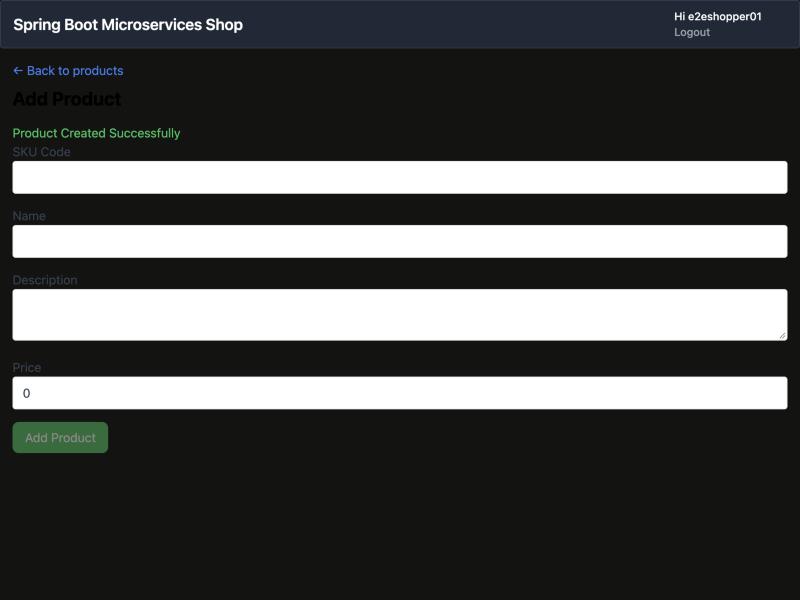 Spring Boot Microservices Shop
Hi e2eshopper01
Logout
← Back to products
Add Product
Product Created Successfully
SKU Code
Name
Description
Price
0
Add Product